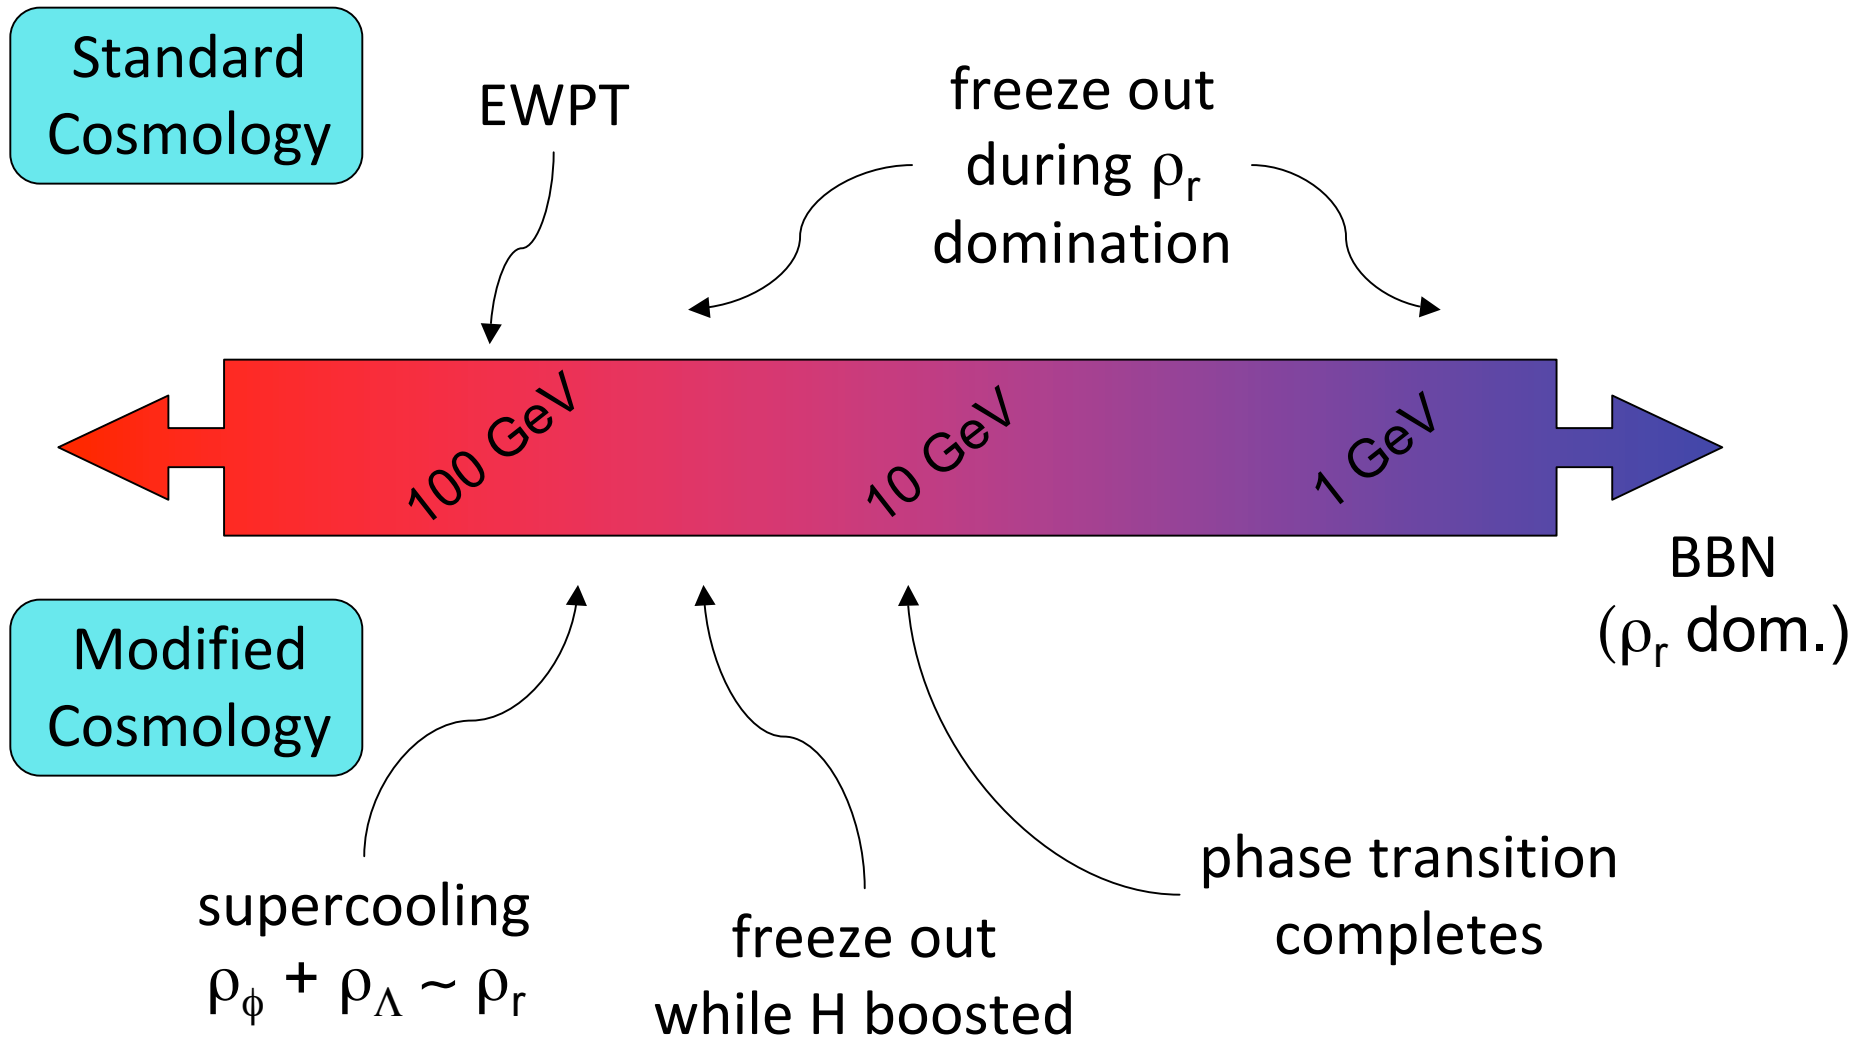 Standard
Cosmology
EWPT
freeze out
during ρr
domination
100 GeV
10 GeV
1 GeV
BBN
(ρr dom.)
Modified
Cosmology
supercooling
ρϕ + ρΛ ~ ρr
freeze out
while H boosted
phase transition
completes